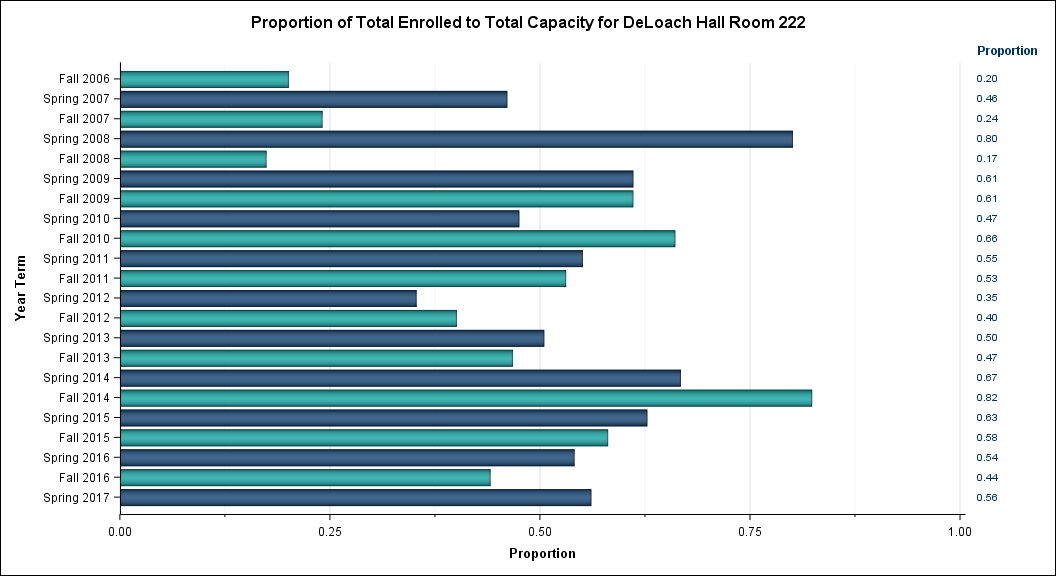 Proportion of Total Enrolled to Total Capacity for DeLoach Hall Room 222
Proportion
Fall 2006 0.20
Spring 2007 0.46
Fall 2007 0.24
Spring 2008 0.80
Fall 2008 0.17
Spring 2009 0.61
Fall 2009 0.61
Spring 2010 0.47
Fall 2010 0.66
Spring 2011 0.55
Fall 2011 0.53
Spring 2012 0.35
Fall 2012 0.40
Spring 2013 0.50
Fall 2013 0.47
Spring 2014 0.67
Fall 2014 0.82
Spring 2015 0.63
Fall 2015 0.58
Spring 2016 0.54
Fall 2016 0.44
Spring 2017 0.56
Year Term
0.00 0.25 0.50 0.75 1.00
Proportion